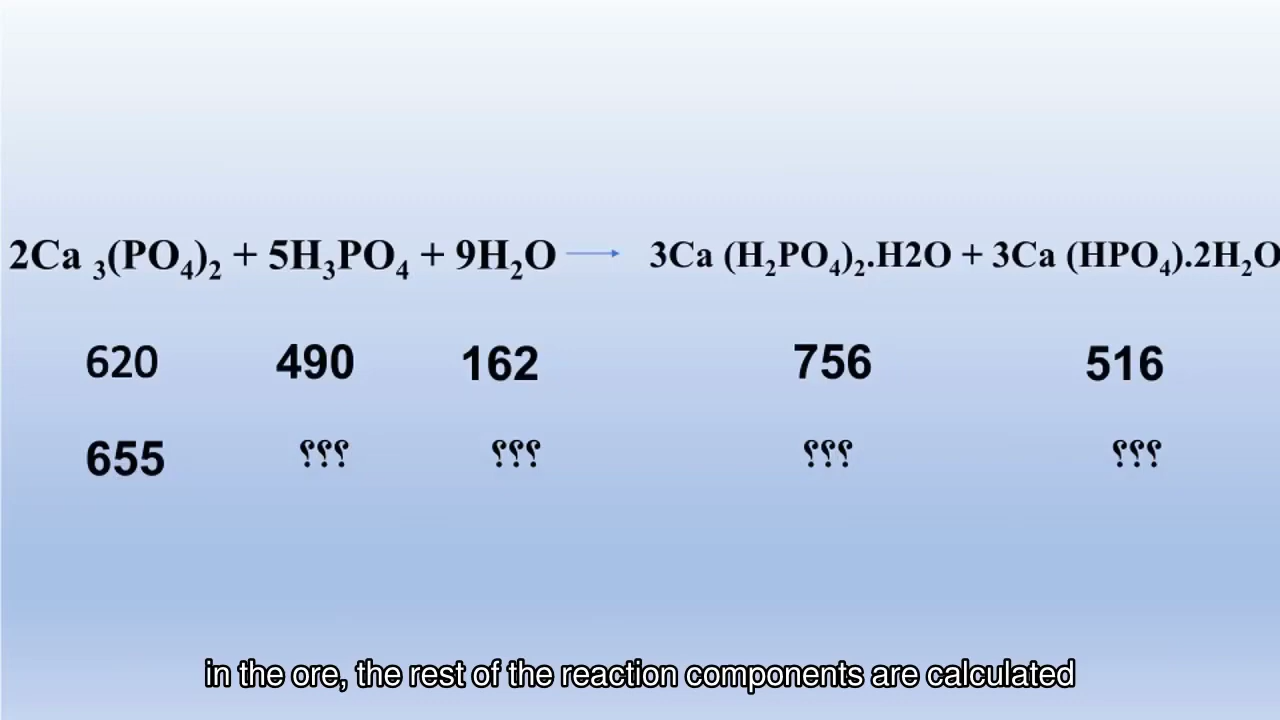 2Ca ₃(PO₄)₂ + 5H₃PO₄ + 9H₂O → 3Ca (H₂PO₄)₂.H2O + 3Ca (HPO₄).2H₂O
620 490 162 756 516
655 ؟؟؟ ؟؟؟ ؟؟؟ ؟؟؟
in the ore, the rest of the reaction components are calculated